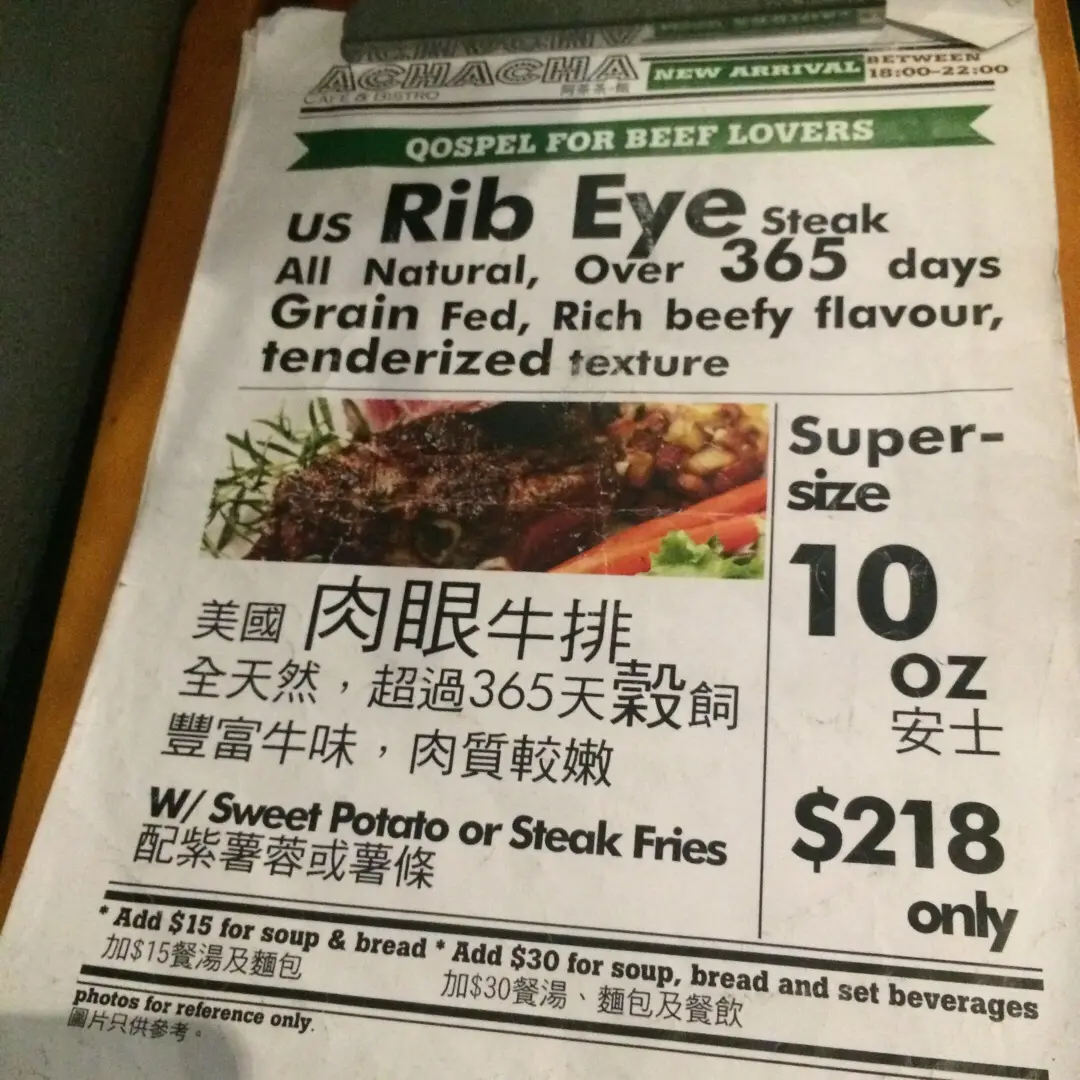 ACHACHA
CAFE & BISTRO
NEW ARRIVAL
BETWEEN
18:00-22:00
QOSPEL FOR BEEF LOVERS
US Rib Eye Steak
All Natural, Over 365 days
Grain Fed, Rich beefy flavour,
tenderized texture
Super-
size
10
oz
安士
$218
only
美國 肉眼牛排
全天然，超過365天穀飼
豐富牛味，肉質較嫩
W/ Sweet Potato or Steak Fries
配紫薯蓉或薯條
* Add $15 for soup & bread * Add $30 for soup, bread and set beverages
加$15餐湯及麵包 加$30餐湯、麵包及餐飲
photos for reference only.
圖片只供參考。